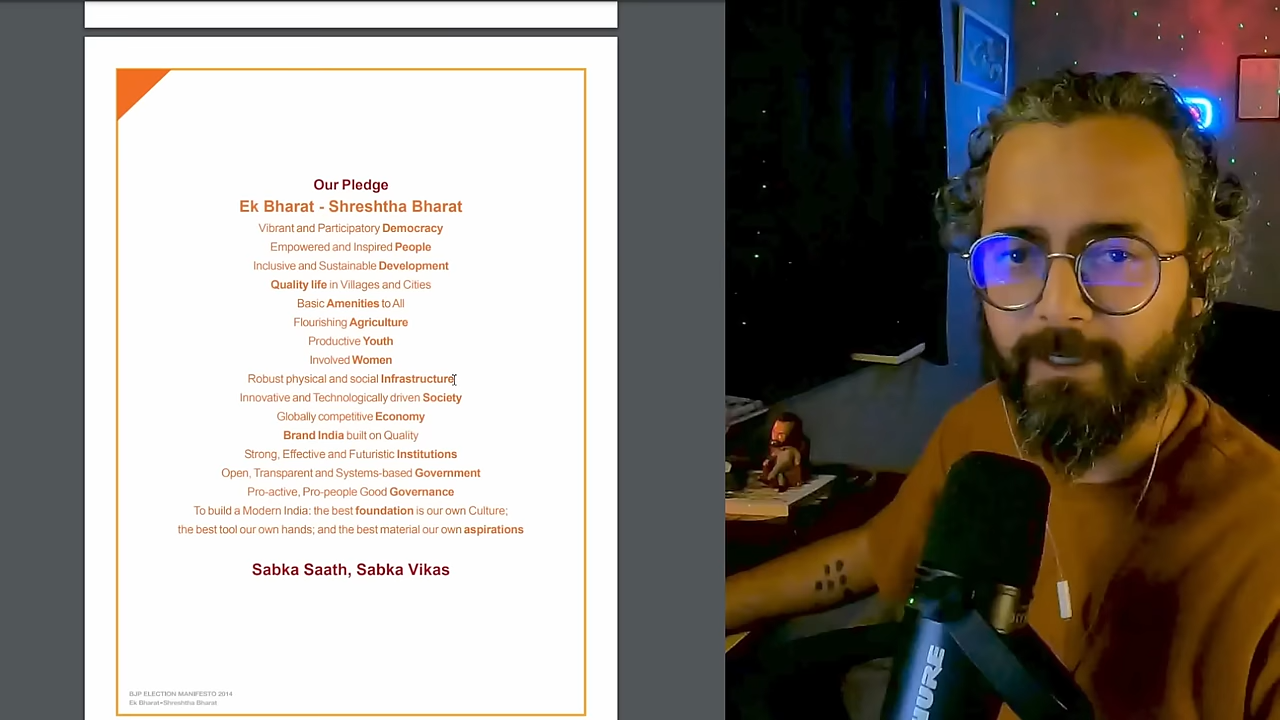 Our Pledge
Ek Bharat - Shreshtha Bharat
Vibrant and Participatory Democracy
Empowered and Inspired People
Inclusive and Sustainable Development
Quality life in Villages and Cities
Basic Amenities to All
Flourishing Agriculture
Productive Youth
Involved Women
Robust physical and social Infrastructure
Innovative and Technologically driven Society
Globally competitive Economy
Brand India built on Quality
Strong, Effective and Futuristic Institutions
Open, Transparent and Systems-based Government
Pro-active, Pro-people Good Governance
To build a Modern India: the best foundation is our own Culture;
the best tool our own hands; and the best material our own aspirations
Sabka Saath, Sabka Vikas
BJP ELECTION MANIFESTO 2014
Ek Bharat•Shreshtha Bharat
SHURE